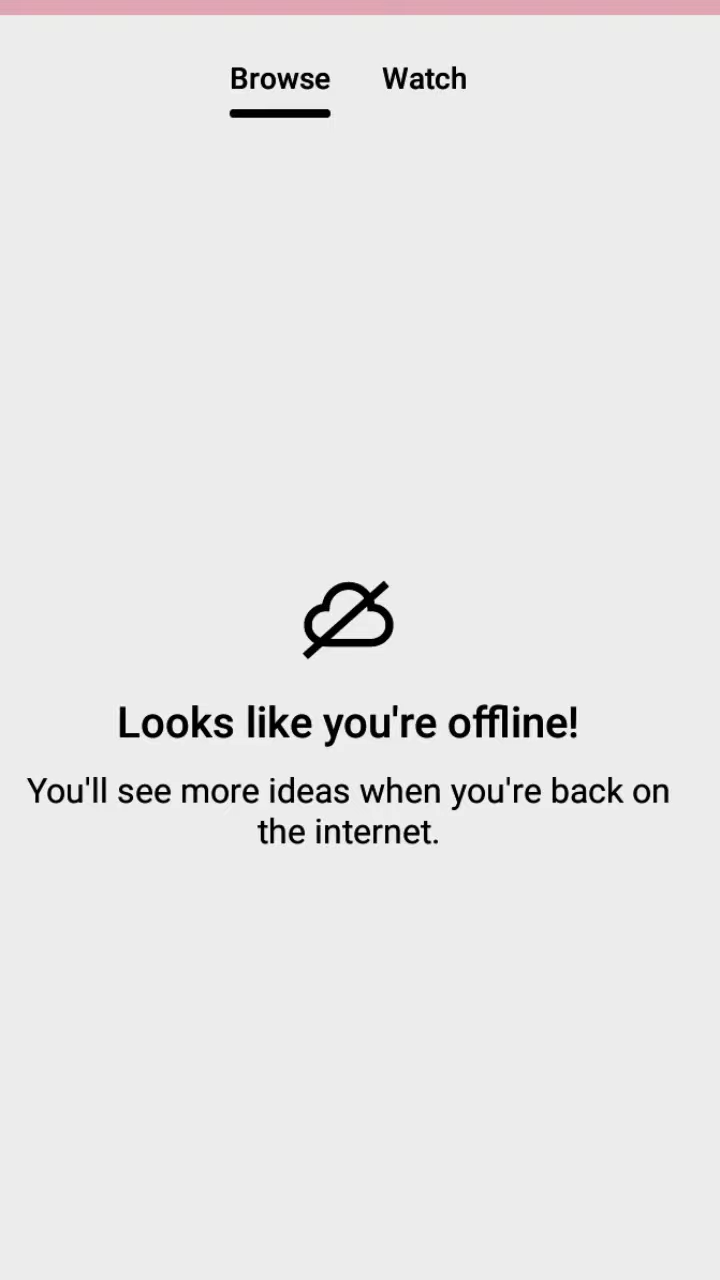 Browse Watch
Looks like you're offline!
You'll see more ideas when you're back on
the internet.